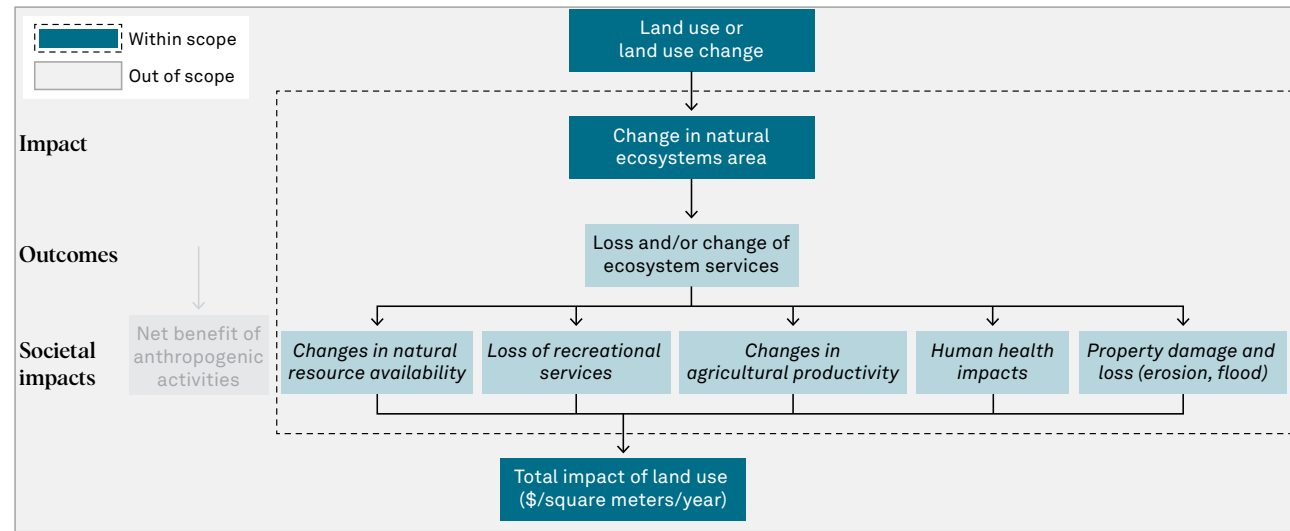 Within scope
Out of scope
Land use or
land use change
Impact
Change in natural
ecosystems area
Outcomes
Loss and/or change of
ecosystem services
Societal
impacts
Net benefit of
anthropogenic
activities
Changes in natural
resource availability
Loss of recreational
services
Changes in
agricultural productivity
Human health
impacts
Property damage and
loss (erosion, flood)
Total impact of land use
($/square meters/year)